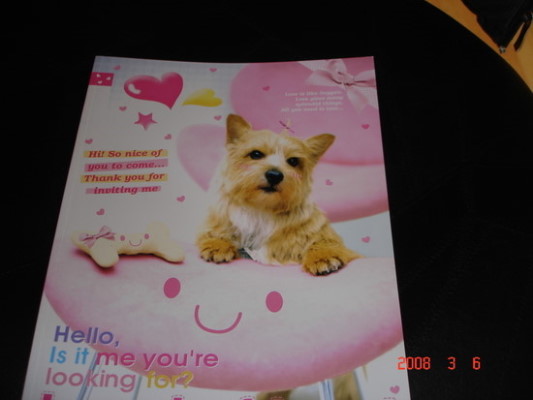 Hi! So nice of
you to come...
Thank you for
inviting me
Hello,
Is it me you're
looking for?
2008 3 6